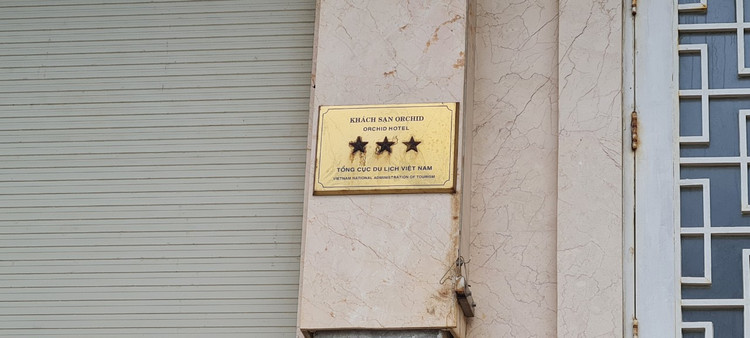 KHÁCH SẠN ORCHID
ORCHID HOTEL
TỔNG CỤC DU LỊCH VIỆT NAM
VIETNAM NATIONAL ADMINISTRATION OF TOURISM